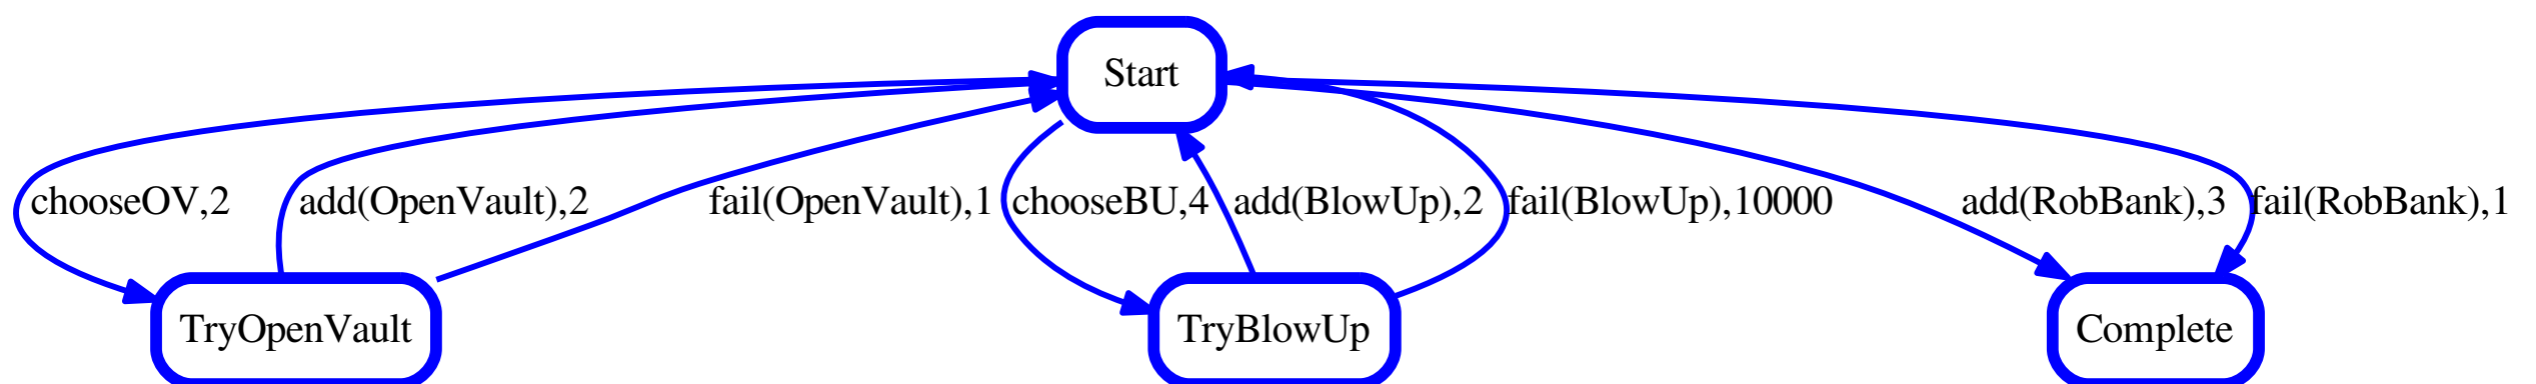 Start
chooseOV,2 add(OpenVault),2 fail(OpenVault),1 chooseBU,4 add(BlowUp),2 fail(BlowUp),10000 add(RobBank),3 fail(RobBank),1
TryOpenVault TryBlowUp Complete